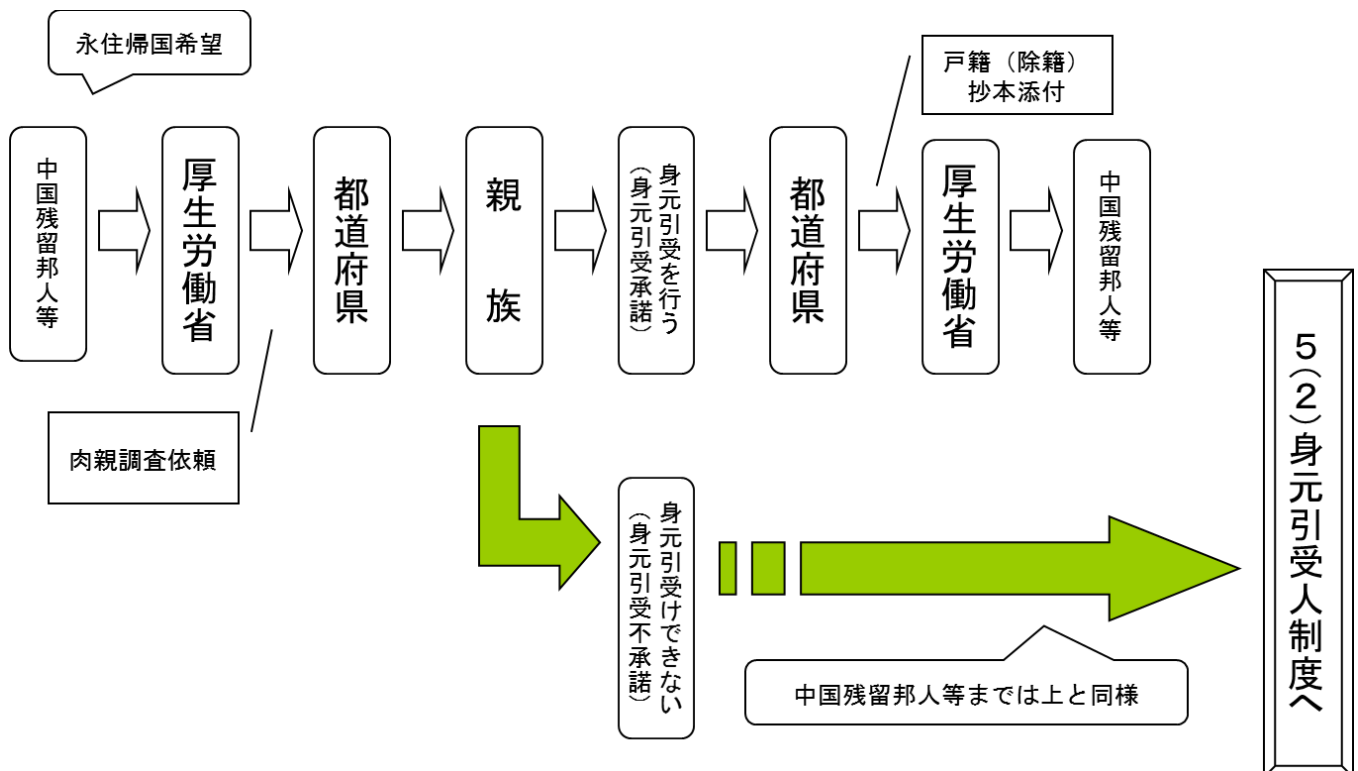 永住帰国希望
戸籍（除籍）
抄本添付
中国残留邦人等
厚生労働省
都道府県
親族
身元引受を行う
（身元引受承諾）
都道府県
厚生労働省
中国残留邦人等
肉親調査依頼
身元引受けできない
（身元引受不承諾）
中国残留邦人等までは上と同様
５（２）身元引受人制度へ